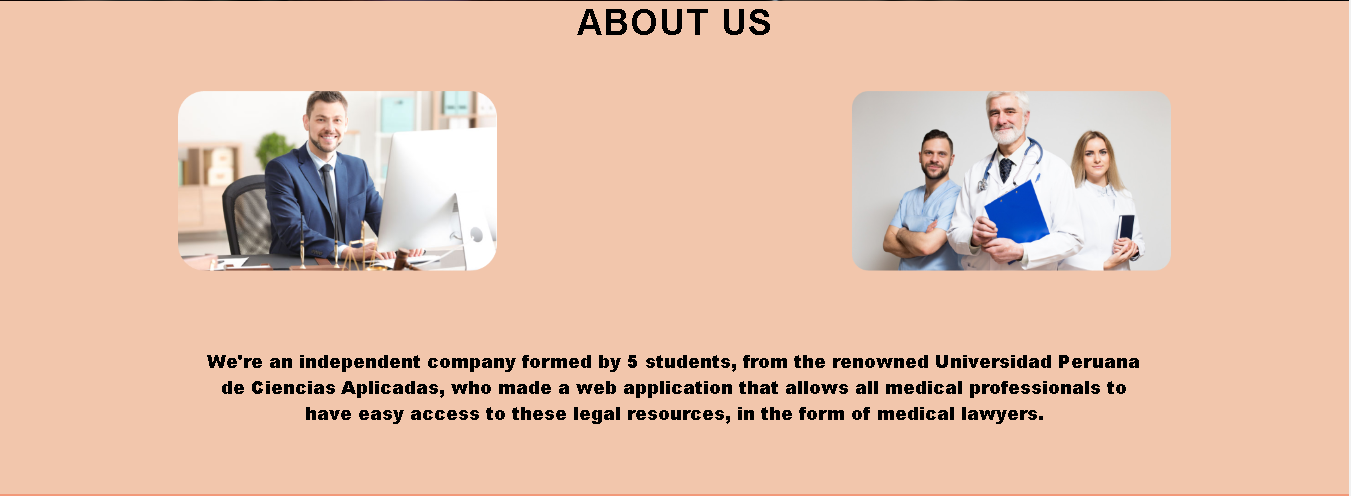 ABOUT US
We're an independent company formed by 5 students, from the renowned Universidad Peruana
de Ciencias Aplicadas, who made a web application that allows all medical professionals to
have easy access to these legal resources, in the form of medical lawyers.